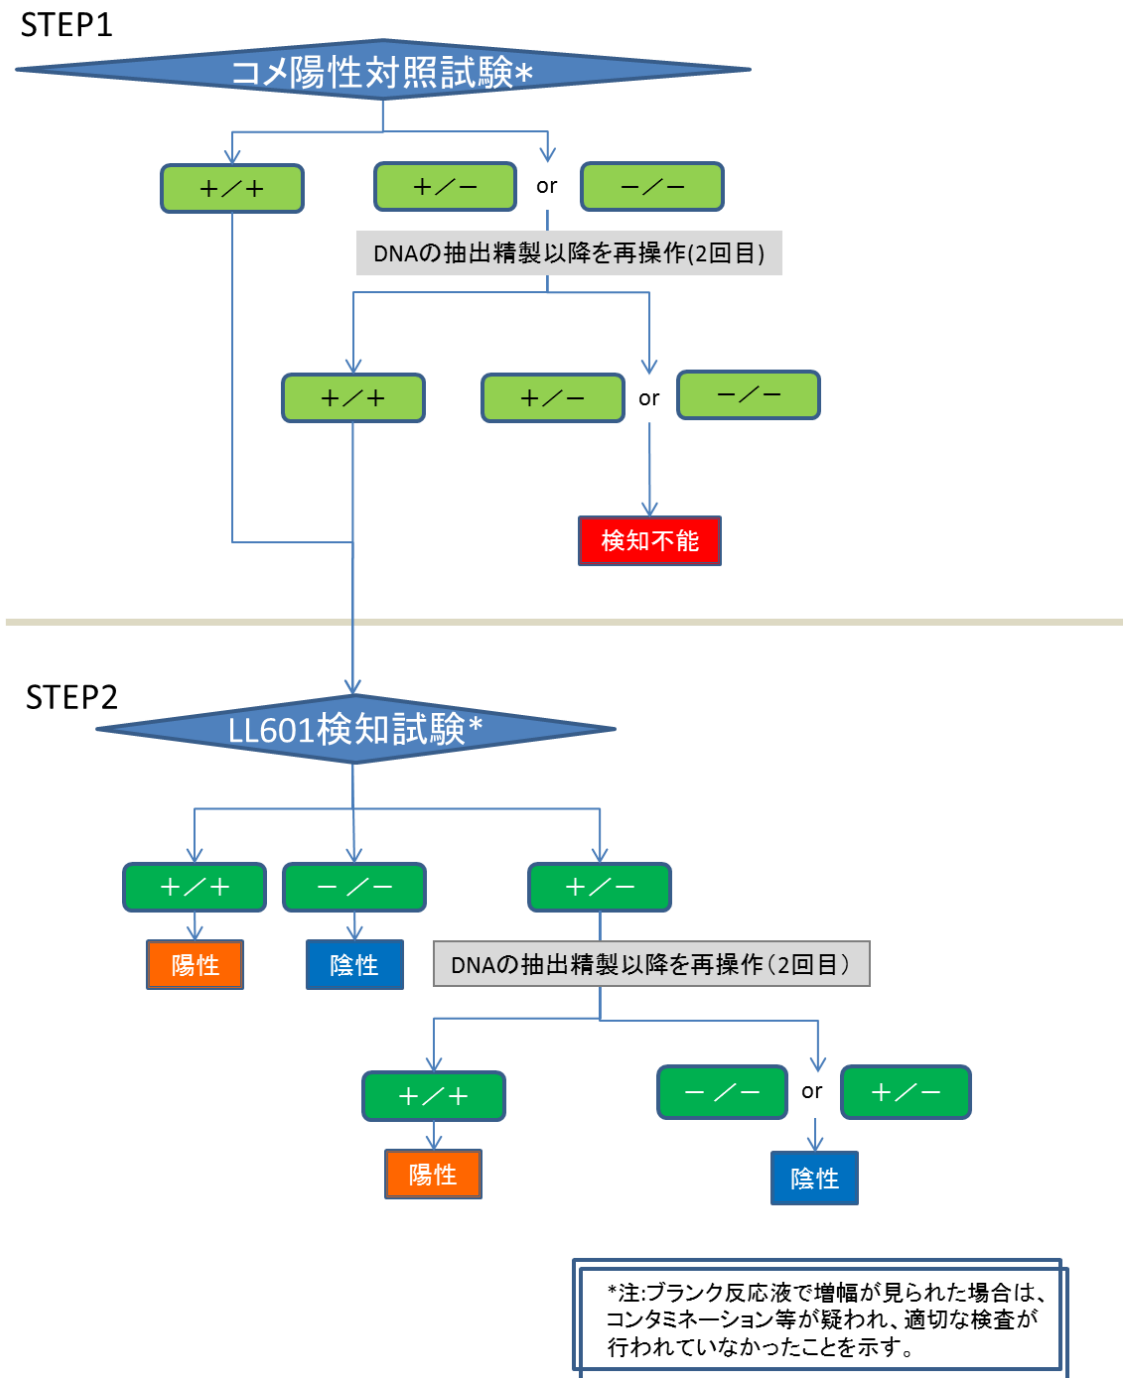 STEP1
コメ陽性対照試験*
+／+
+／−
or
−／−
DNAの抽出精製以降を再操作(2回目)
+／+
+／−
or
−／−
検知不能
STEP2
LL601検知試験*
+／+
−／−
+／−
陽性
陰性
DNAの抽出精製以降を再操作（2回目）
+／+
−／−
or
+／−
陽性
陰性
*注:ブランク反応液で増幅が見られた場合は、
コンタミネーション等が疑われ、適切な検査が
行われていなかったことを示す。